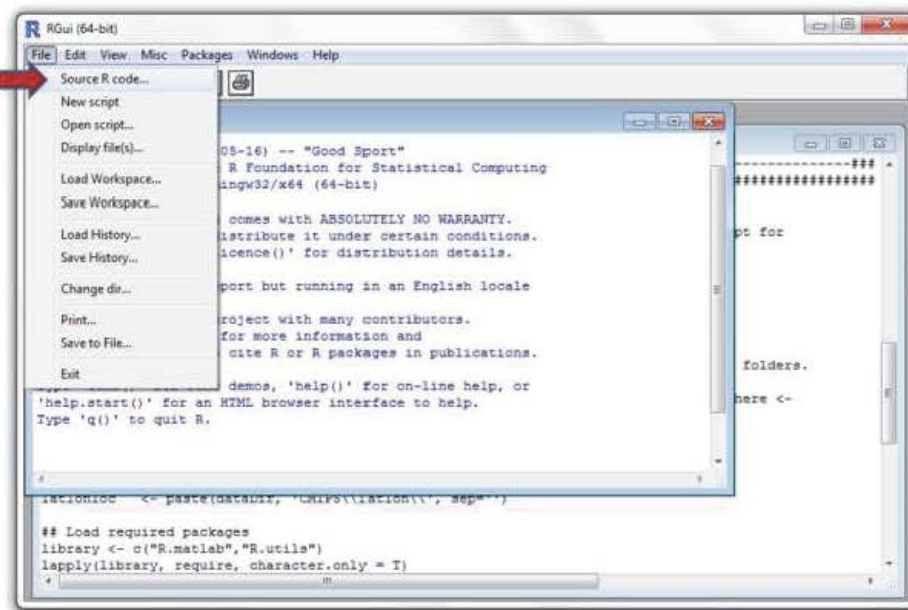 RGui (64-bit)
File Edit View Misc Packages Windows Help
Source R code...
New script
Open script...
Display file(s)...
Load Workspace...
Save Workspace...
Load History...
Save History...
Change dir...
Print...
Save to File...
Exit
05-16) -- "Good Sport"
R Foundation for Statistical Computing
ingw32/x64 (64-bit)
comes with ABSOLUTELY NO WARRANTY.
istribute it under certain conditions.
icence()' for distribution details.
port but running in an English locale
roject with many contributors.
for more information and
cite R or R packages in publications.
demos, 'help()' for on-line help, or
'help.start()' for an HTML browser interface to help.
Type 'q()' to quit R.
---------------###
##################
pt for
folders.
here <-
<- paste(dataDir, sep='')
## Load required packages
library <- c("R.matlab","R.utils")
lapply(library, require, character.only = T)